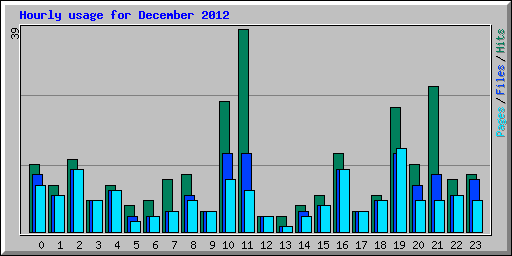 Hourly usage for December 2012
39
Pages / Files / Hits
0 1 2 3 4 5 6 7 8 9 10 11 12 13 14 15 16 17 18 19 20 21 22 23